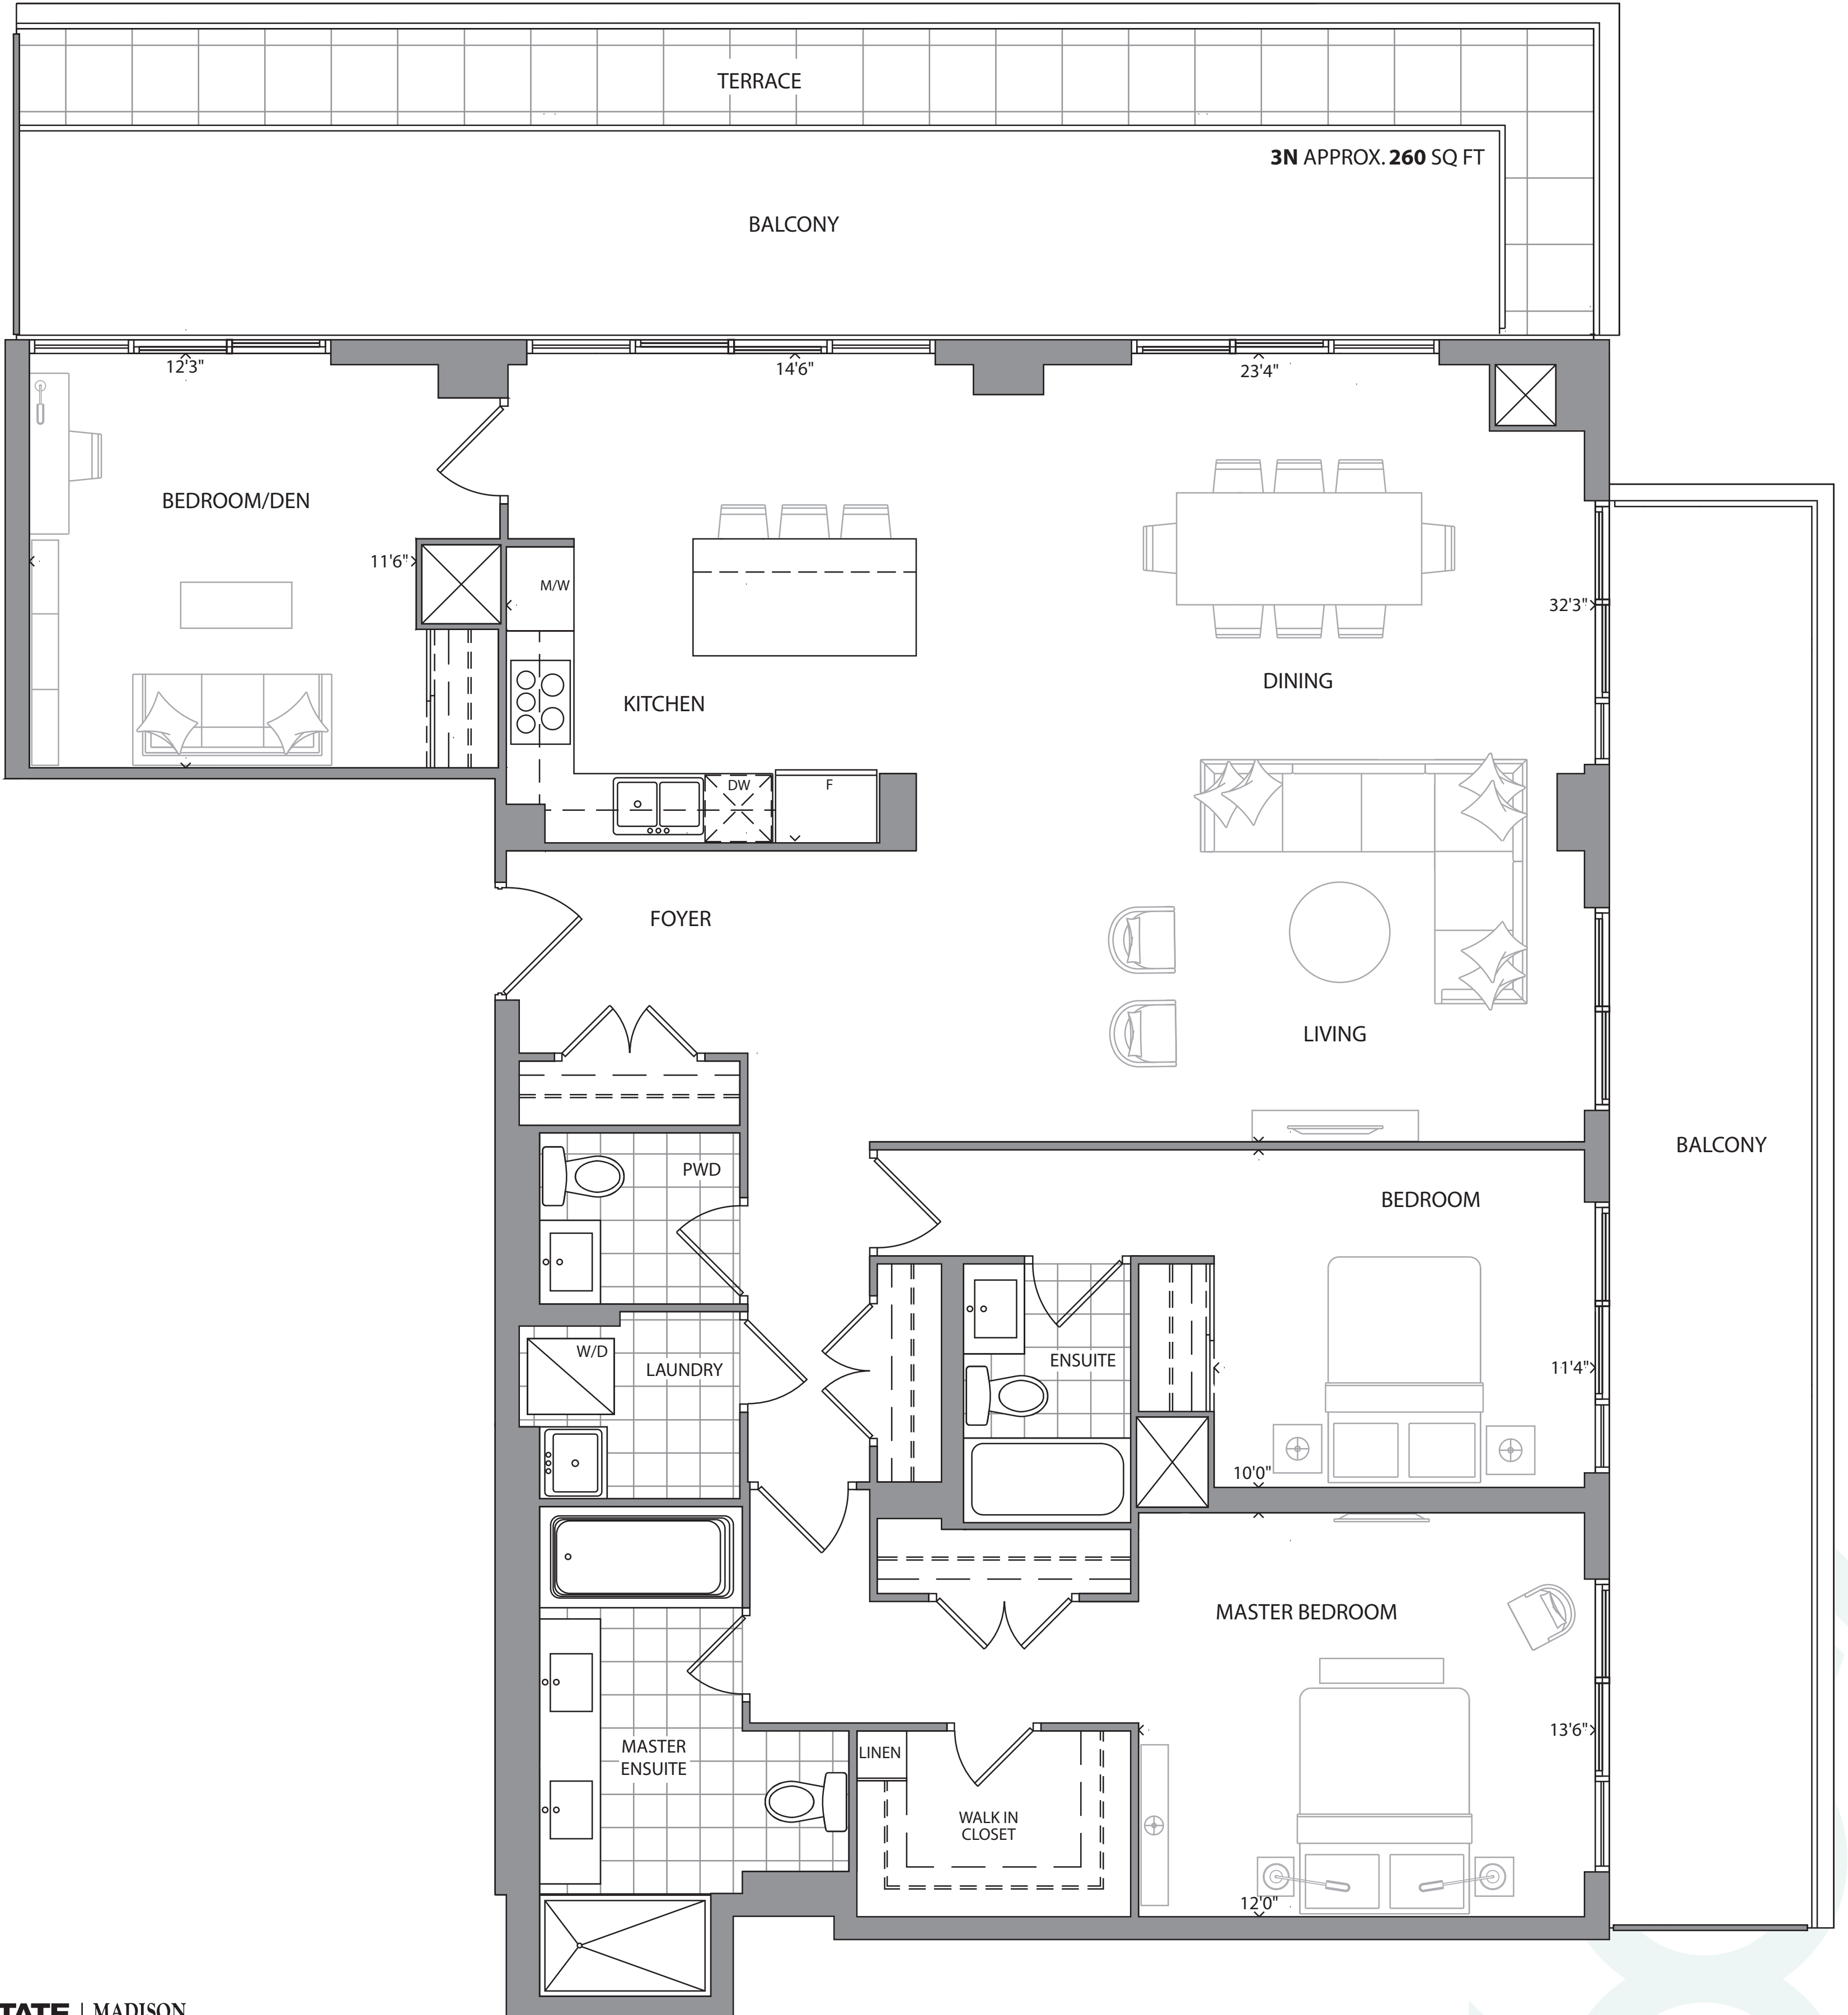 TERRACE
3N APPROX. 260 SQ FT
BALCONY
12'3"
14'6"
23'4"
BEDROOM/DEN
11'6"
M/W
32'3"
KITCHEN
DINING
DW
F
FOYER
LIVING
BALCONY
PWD
BEDROOM
W/D
LAUNDRY
ENSUITE
11'4"
10'0"
MASTER BEDROOM
13'6"
MASTER
ENSUITE
LINEN
WALK IN
CLOSET
12'0"
TATE | MADISON